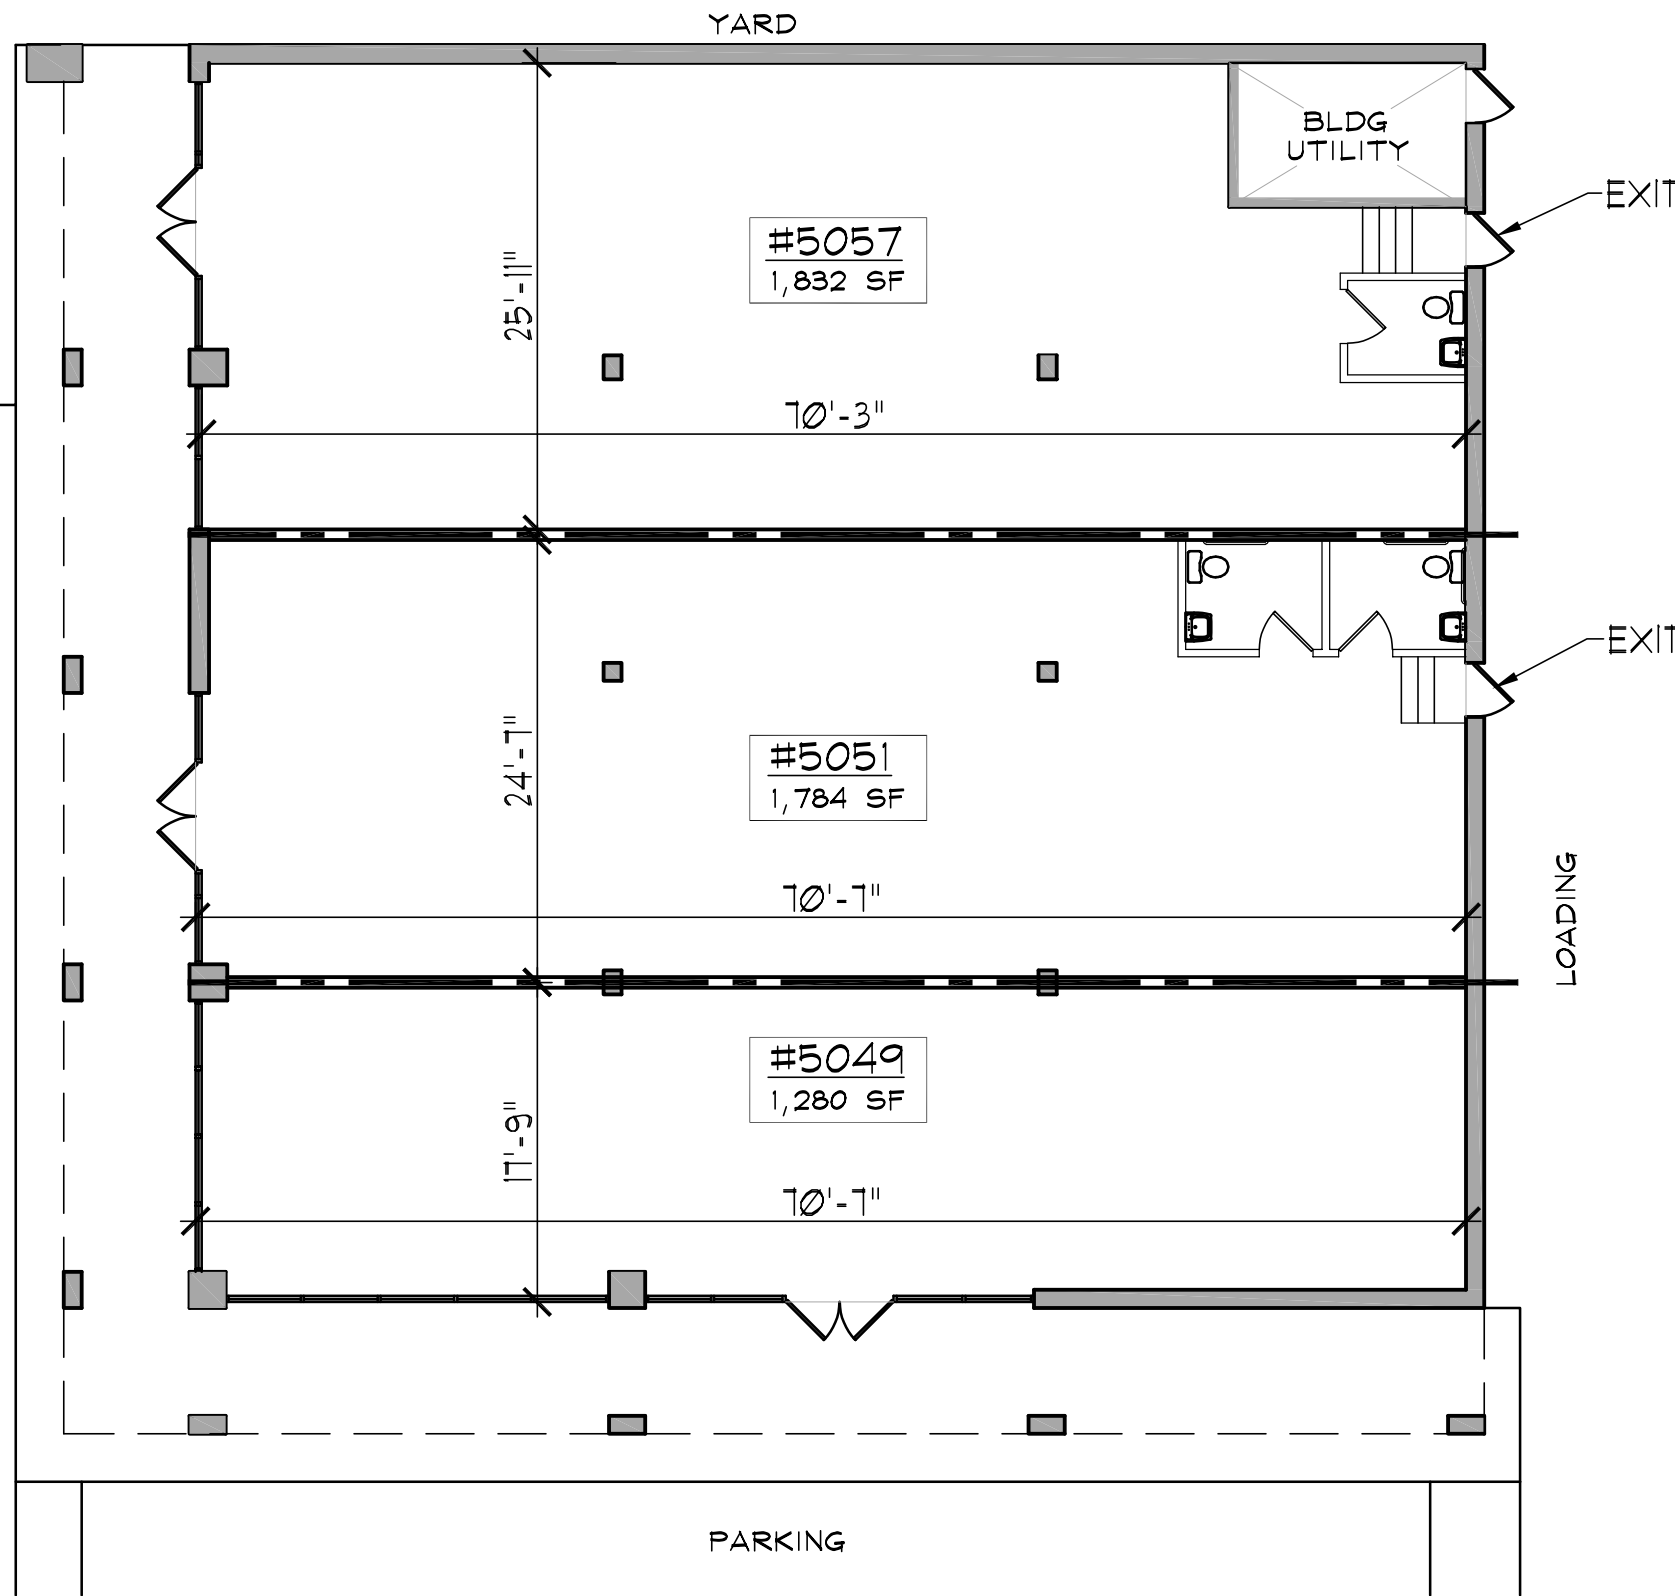 YARD
BLDG
UTILITY
EXIT
#5057
1,832 SF
25'-11"
70'-3"
EXIT
#5051
1,784 SF
24'-7"
70'-7"
LOADING
#5049
1,280 SF
17'-9"
70'-7"
PARKING